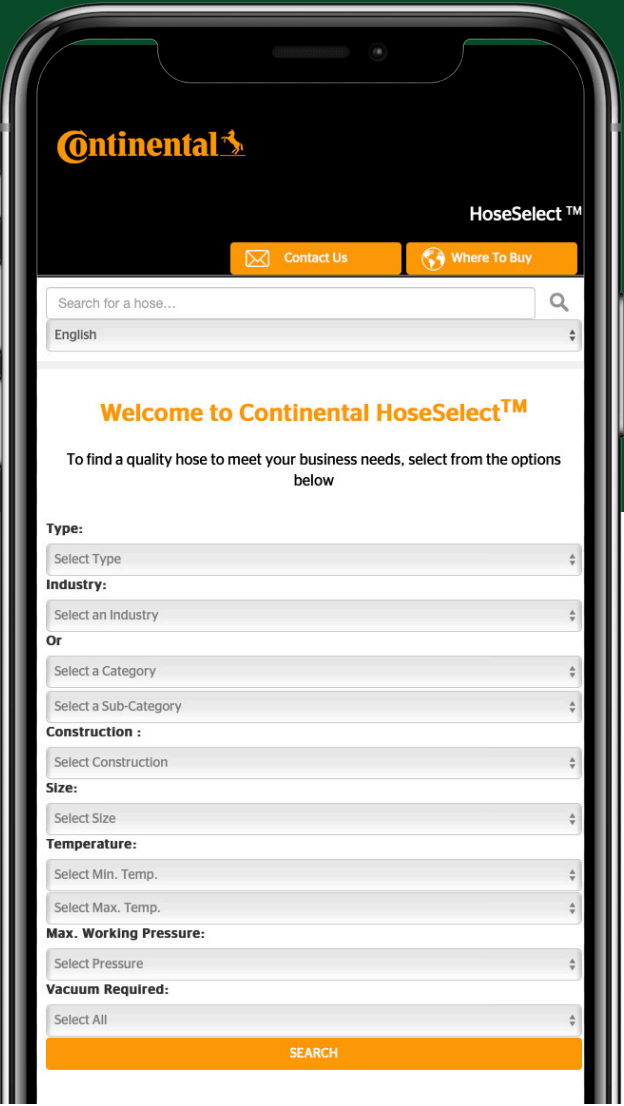 Continental
HoseSelect ™
Contact Us
Where To Buy
Search for a hose...
English
Welcome to Continental HoseSelect™
To find a quality hose to meet your business needs, select from the options
below
Type:
Select Type
Industry:
Select an Industry
Or
Select a Category
Select a Sub-Category
Construction :
Select Construction
Size:
Select Size
Temperature:
Select Min. Temp.
Select Max. Temp.
Max. Working Pressure:
Select Pressure
Vacuum Required:
Select All
SEARCH